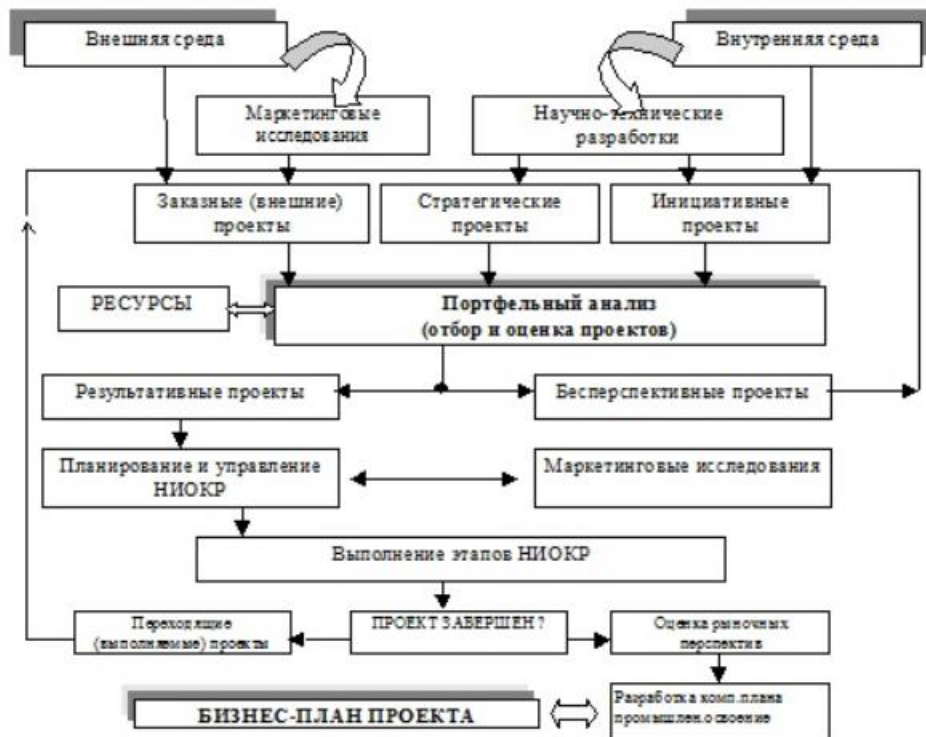 Внешняя среда
Внутренняя среда
Маркетинговые
исследования
Научно-технические
разработки
Заказные (внешние)
проекты
Стратегические
проекты
Инициативные
проекты
РЕСУРСЫ
Портфельный анализ
(отбор и оценка проектов)
Результативные проекты
Бесперспективные проекты
Планирование и управление
НИОКР
Маркетинговые исследования
Выполнение этапов НИОКР
Переходящие
(выполняемые) проекты
ПРОЕКТ ЗАВЕРШЕН?
Оценка рыночных
перспектив
БИЗНЕС-ПЛАН ПРОЕКТА
Разработка комп.плана
промышлен.освоение